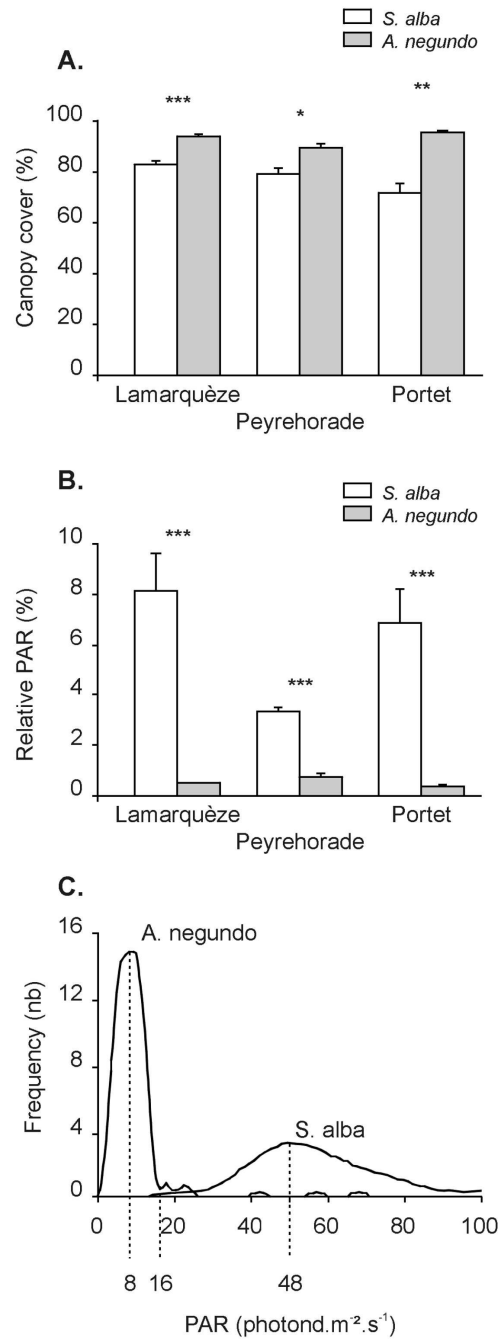 S. alba
A. negundo
A.
***
*
**
Canopy cover (%)
100
80
60
40
20
0
Lamarquèze
Peyrehorade
Portet
B.
S. alba
A. negundo
***
***
***
Relative PAR (%)
10
8
6
4
2
0
Lamarquèze
Peyrehorade
Portet
C.
A. negundo
S. alba
Frequency (nb)
16
12
8
4
0
0 20 40 60 80 100
8 16 48
PAR (photond.m⁻².s⁻¹)